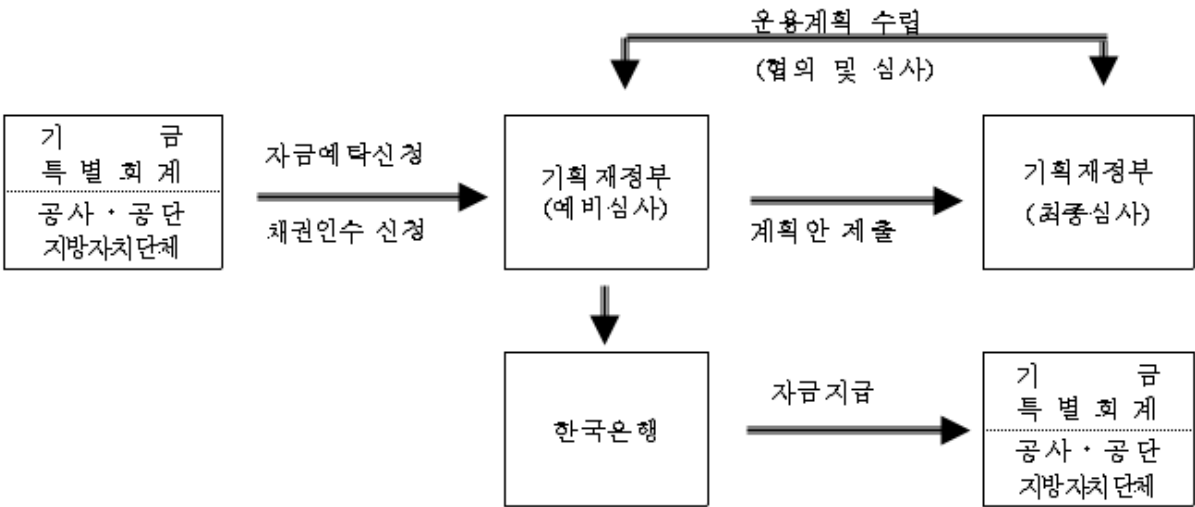 운용계획 수립
(협의 및 심사)
기 금
특 별 회 계
공사・공단
지방자치단체
자금예탁신청
채권인수 신청
기획재정부
(예비심사)
계획안 제출
기획재정부
(최종심사)
한국은행
자금지급
기 금
특 별 회 계
공사・공단
지방자치단체